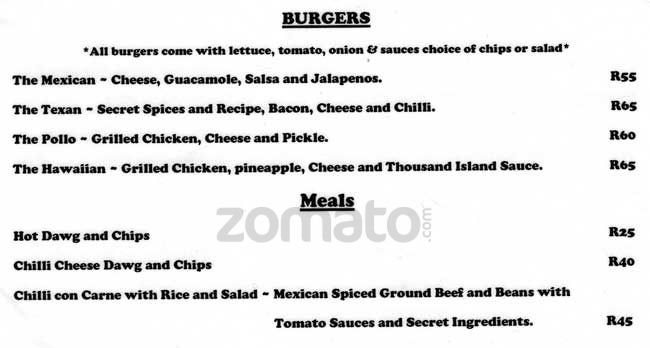 BURGERS
*All burgers come with lettuce, tomato, onion & sauces choice of chips or salad*
The Mexican ~ Cheese, Guacamole, Salsa and Jalapenos. R55
The Texan ~ Secret Spices and Recipe, Bacon, Cheese and Chilli. R65
The Pollo ~ Grilled Chicken, Cheese and Pickle. R60
The Hawaiian ~ Grilled Chicken, pineapple, Cheese and Thousand Island Sauce. R65
Meals
zomato.com
Hot Dawg and Chips R25
Chilli Cheese Dawg and Chips R40
Chilli con Carne with Rice and Salad ~ Mexican Spiced Ground Beef and Beans with
Tomato Sauces and Secret Ingredients. R45